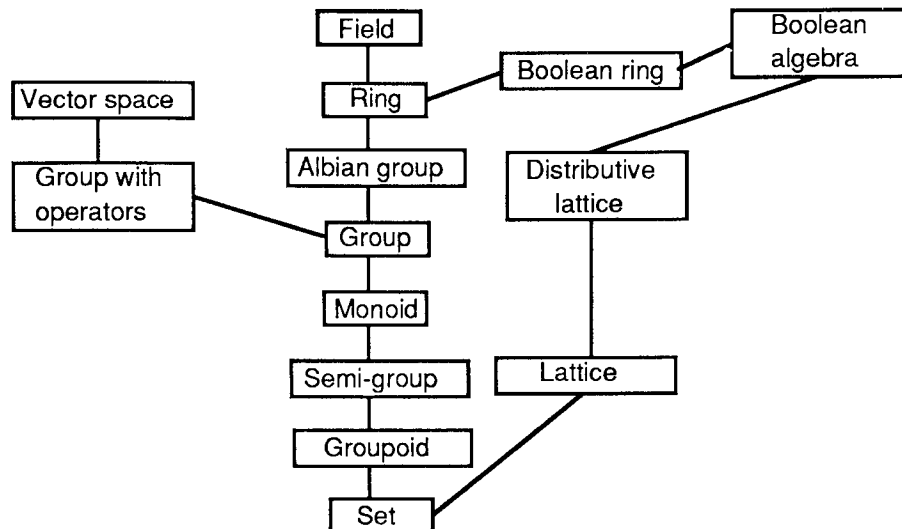 Field
Boolean
algebra
Boolean ring
Vector space
Ring
Albian group
Group with
operators
Distributive
lattice
Group
Monoid
Semi-group
Lattice
Groupoid
Set